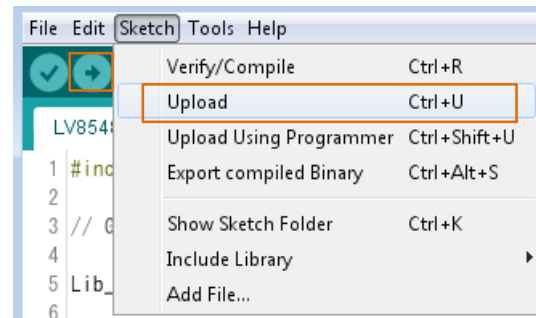 File Edit Sketch Tools Help
Verify/Compile Ctrl+R
Upload Ctrl+U
LV854
Upload Using Programmer Ctrl+Shift+U
1 #inc
Export compiled Binary Ctrl+Alt+S
2
3 //
Show Sketch Folder Ctrl+K
4
Include Library
5 Lib_
Add File...
6